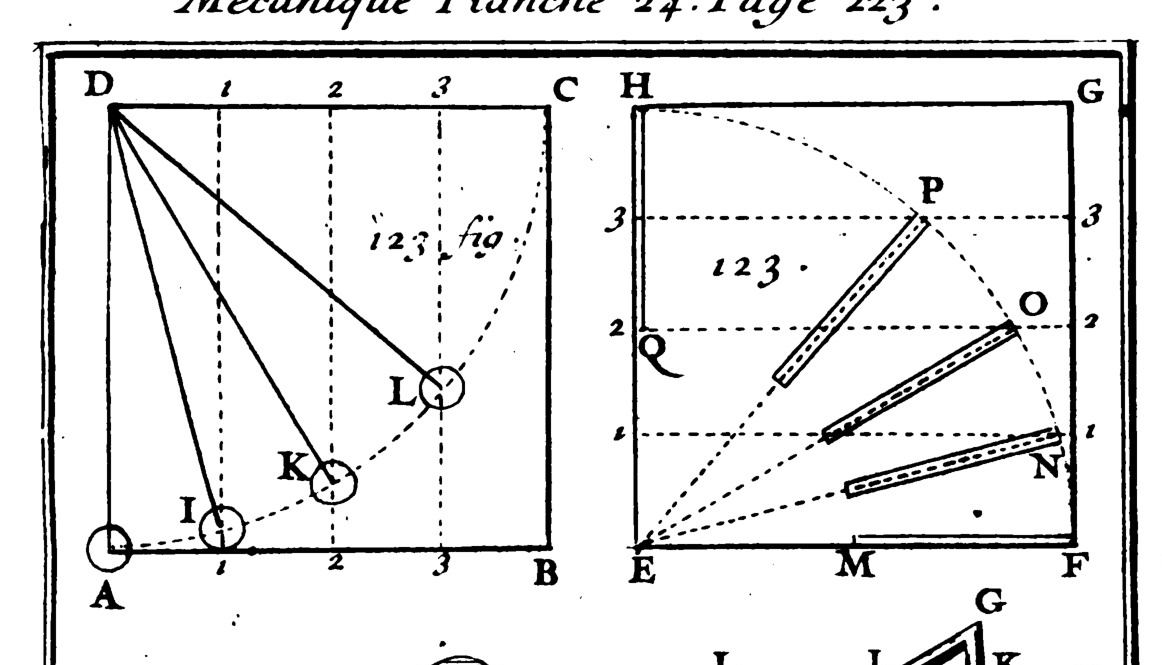 Mécanique Planche 24. Page 223.
D 1 2 3 C H G
P
3 3
123 fig.
123.
O
2 2
Q
L
1 1
K N
I
1 2 3
A B E M F
G
I I K